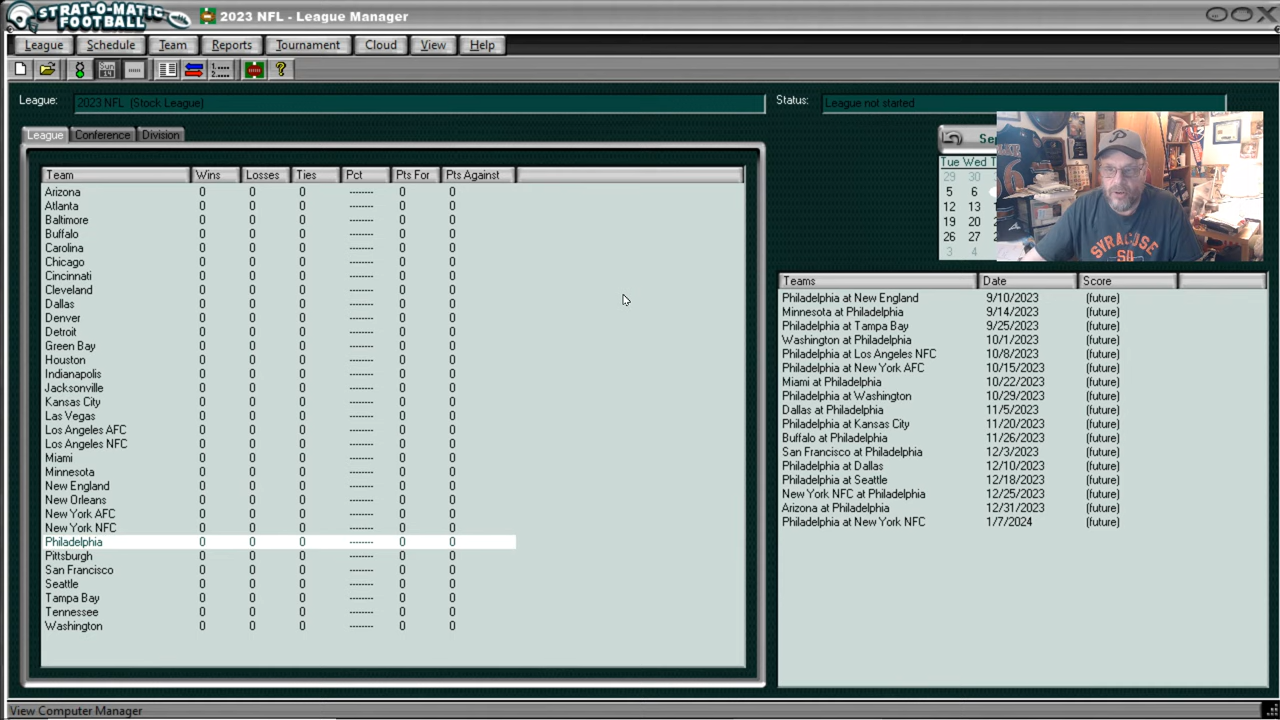 STRAT-O-MATIC
FOOTBALL
2023 NFL - League Manager
League Schedule Team Reports Tournament Cloud View Help
League: 2023 NFL (Stock League) Status: League not started
League Conference Division
Team Wins Losses Ties Pct Pts For Pts Against
Arizona 0 0 0 -------- 0 0
Atlanta 0 0 0 -------- 0 0
Baltimore 0 0 0 -------- 0 0
Buffalo 0 0 0 -------- 0 0
Carolina 0 0 0 -------- 0 0
Chicago 0 0 0 -------- 0 0
Cincinnati 0 0 0 -------- 0 0
Cleveland 0 0 0 -------- 0 0
Dallas 0 0 0 -------- 0 0
Denver 0 0 0 -------- 0 0
Detroit 0 0 0 -------- 0 0
Green Bay 0 0 0 -------- 0 0
Houston 0 0 0 -------- 0 0
Indianapolis 0 0 0 -------- 0 0
Jacksonville 0 0 0 -------- 0 0
Kansas City 0 0 0 -------- 0 0
Las Vegas 0 0 0 -------- 0 0
Los Angeles AFC 0 0 0 -------- 0 0
Los Angeles NFC 0 0 0 -------- 0 0
Miami 0 0 0 -------- 0 0
Minnesota 0 0 0 -------- 0 0
New England 0 0 0 -------- 0 0
New Orleans 0 0 0 -------- 0 0
New York AFC 0 0 0 -------- 0 0
New York NFC 0 0 0 -------- 0 0
Philadelphia 0 0 0 -------- 0 0
Pittsburgh 0 0 0 -------- 0 0
San Francisco 0 0 0 -------- 0 0
Seattle 0 0 0 -------- 0 0
Tampa Bay 0 0 0 -------- 0 0
Tennessee 0 0 0 -------- 0 0
Washington 0 0 0 -------- 0 0
Sep
Tue Wed T
29 30
5 6
12 13
19 20
26 27
3 4
P
SYRACUSE
SU
Teams Date Score
Philadelphia at New England 9/10/2023 (future)
Minnesota at Philadelphia 9/14/2023 (future)
Philadelphia at Tampa Bay 9/25/2023 (future)
Washington at Philadelphia 10/1/2023 (future)
Philadelphia at Los Angeles NFC 10/8/2023 (future)
Philadelphia at New York AFC 10/15/2023 (future)
Miami at Philadelphia 10/22/2023 (future)
Philadelphia at Washington 10/29/2023 (future)
Dallas at Philadelphia 11/5/2023 (future)
Philadelphia at Kansas City 11/20/2023 (future)
Buffalo at Philadelphia 11/26/2023 (future)
San Francisco at Philadelphia 12/3/2023 (future)
Philadelphia at Dallas 12/10/2023 (future)
Philadelphia at Seattle 12/18/2023 (future)
New York NFC at Philadelphia 12/25/2023 (future)
Arizona at Philadelphia 12/31/2023 (future)
Philadelphia at New York NFC 1/7/2024 (future)
View Computer Manager